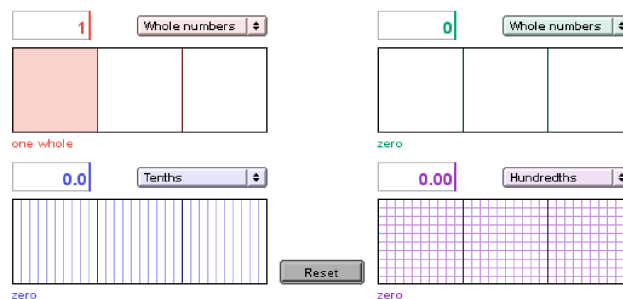 1 Whole numbers
0 Whole numbers
one whole
zero
0.0 Tenths
0.00 Hundredths
Reset
zero
zero